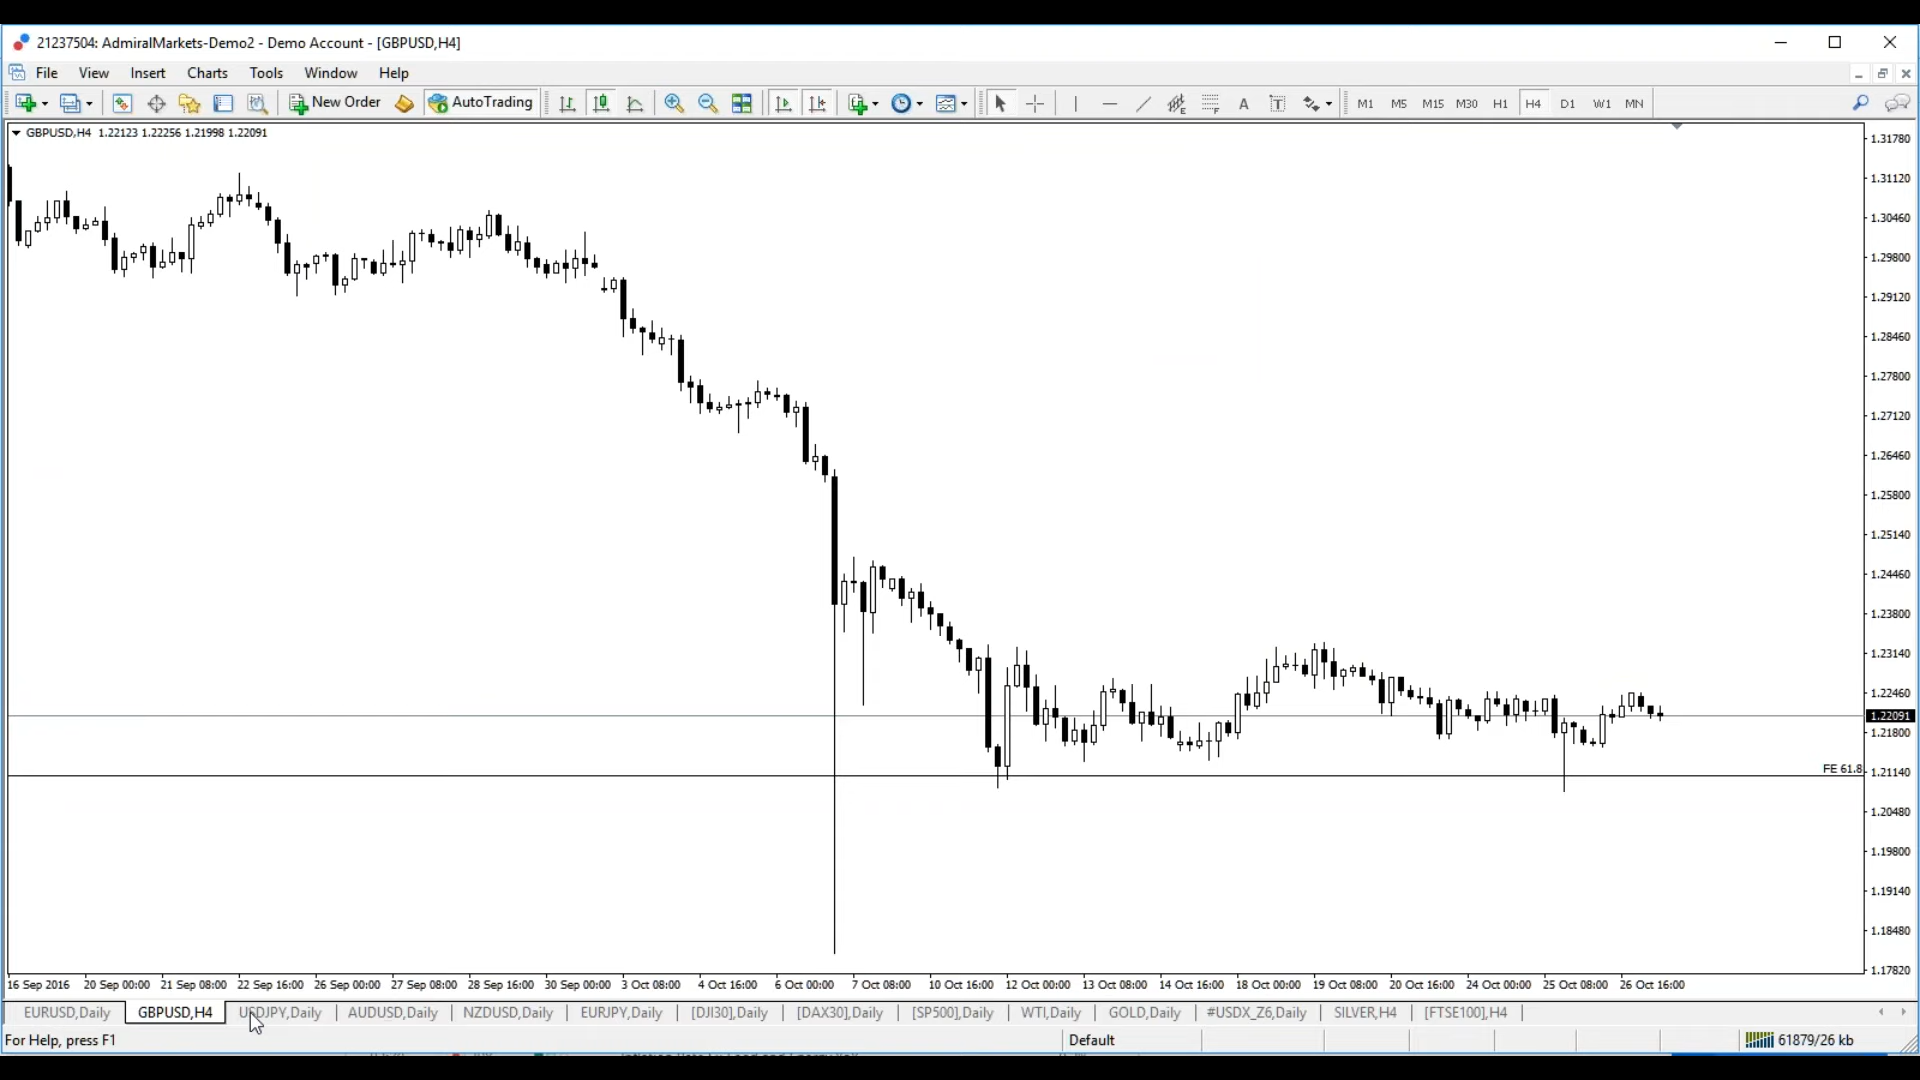 21237504: AdmiralMarkets-Demo2 - Demo Account - [GBPUSD,H4]
File View Insert Charts Tools Window Help
New Order AutoTrading A T M1 M5 M15 M30 H1 H4 D1 W1 MN
GBPUSD,H4 1.22123 1.22256 1.21998 1.22091
1.31780
1.31120
1.30460
1.29800
1.29120
1.28460
1.27800
1.27120
1.26460
1.25800
1.25140
1.24460
1.23800
1.23140
1.22460
1.22091
1.21800
FE 61.8
1.21140
1.20480
1.19800
1.19140
1.18480
1.17820
16 Sep 2016 20 Sep 00:00 21 Sep 08:00 22 Sep 16:00 26 Sep 00:00 27 Sep 08:00 28 Sep 16:00 30 Sep 00:00 3 Oct 08:00 4 Oct 16:00 6 Oct 00:00 7 Oct 08:00 10 Oct 16:00 12 Oct 00:00 13 Oct 08:00 14 Oct 16:00 18 Oct 00:00 19 Oct 08:00 20 Oct 16:00 24 Oct 00:00 25 Oct 08:00 26 Oct 16:00
EURUSD,Daily GBPUSD,H4 USDJPY,Daily AUDUSD,Daily NZDUSD,Daily EURJPY,Daily [DJI30],Daily [DAX30],Daily [SP500],Daily WTI,Daily GOLD,Daily #USDX_Z6,Daily SILVER,H4 [FTSE100],H4
For Help, press F1 Default 61879/26 kb